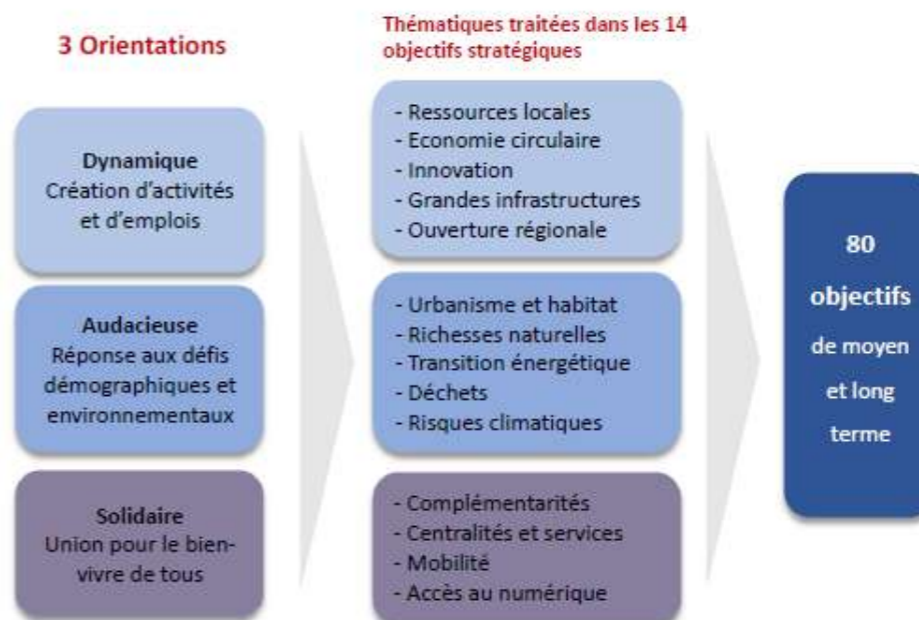 3 Orientations
Thématiques traitées dans les 14
objectifs stratégiques
Dynamique
Création d'activités
et d'emplois
- Ressources locales
- Economie circulaire
- Innovation
- Grandes infrastructures
- Ouverture régionale
Audacieuse
Réponse aux défis
démographiques et
environnementaux
- Urbanisme et habitat
- Richesses naturelles
- Transition énergétique
- Déchets
- Risques climatiques
Solidaire
Union pour le bien-
vivre de tous
- Complémentarités
- Centralités et services
- Mobilité
- Accès au numérique
80
objectifs
de moyen
et long
terme